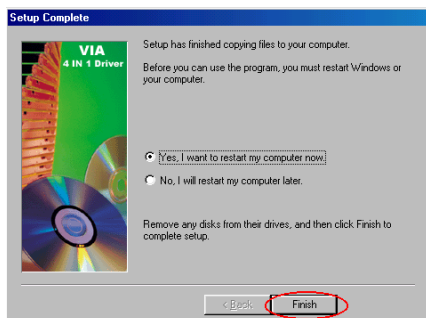 Setup Complete
VIA
4 IN 1 Driver
Setup has finished copying files to your computer.
Before you can use the program, you must restart Windows or
your computer.
Yes, I want to restart my computer now.
No, I will restart my computer later.
Remove any disks from their drives, and then click Finish to
complete setup.
< Back
Finish